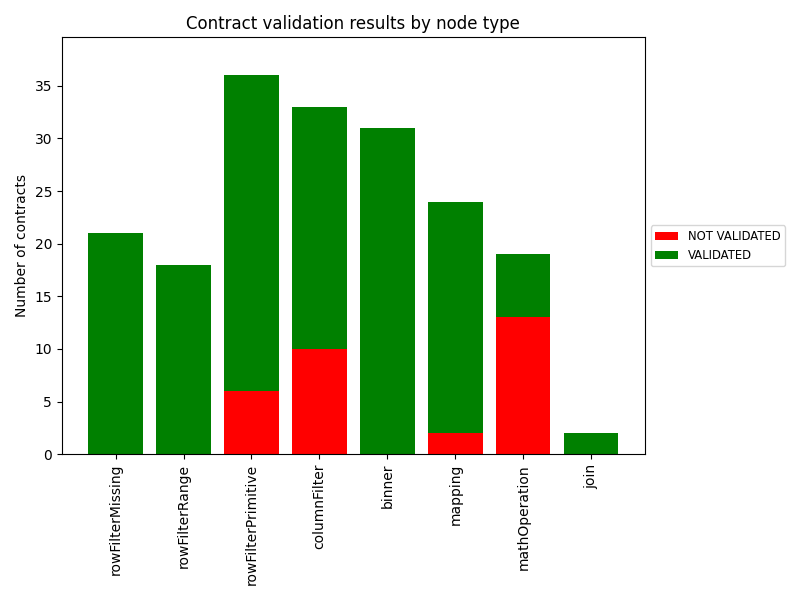 Contract validation results by node type
Number of contracts
35
30
25
20
15
10
5
0
rowFilterMissing
rowFilterRange
rowFilterPrimitive
columnFilter
binner
mapping
mathOperation
join
NOT VALIDATED
VALIDATED